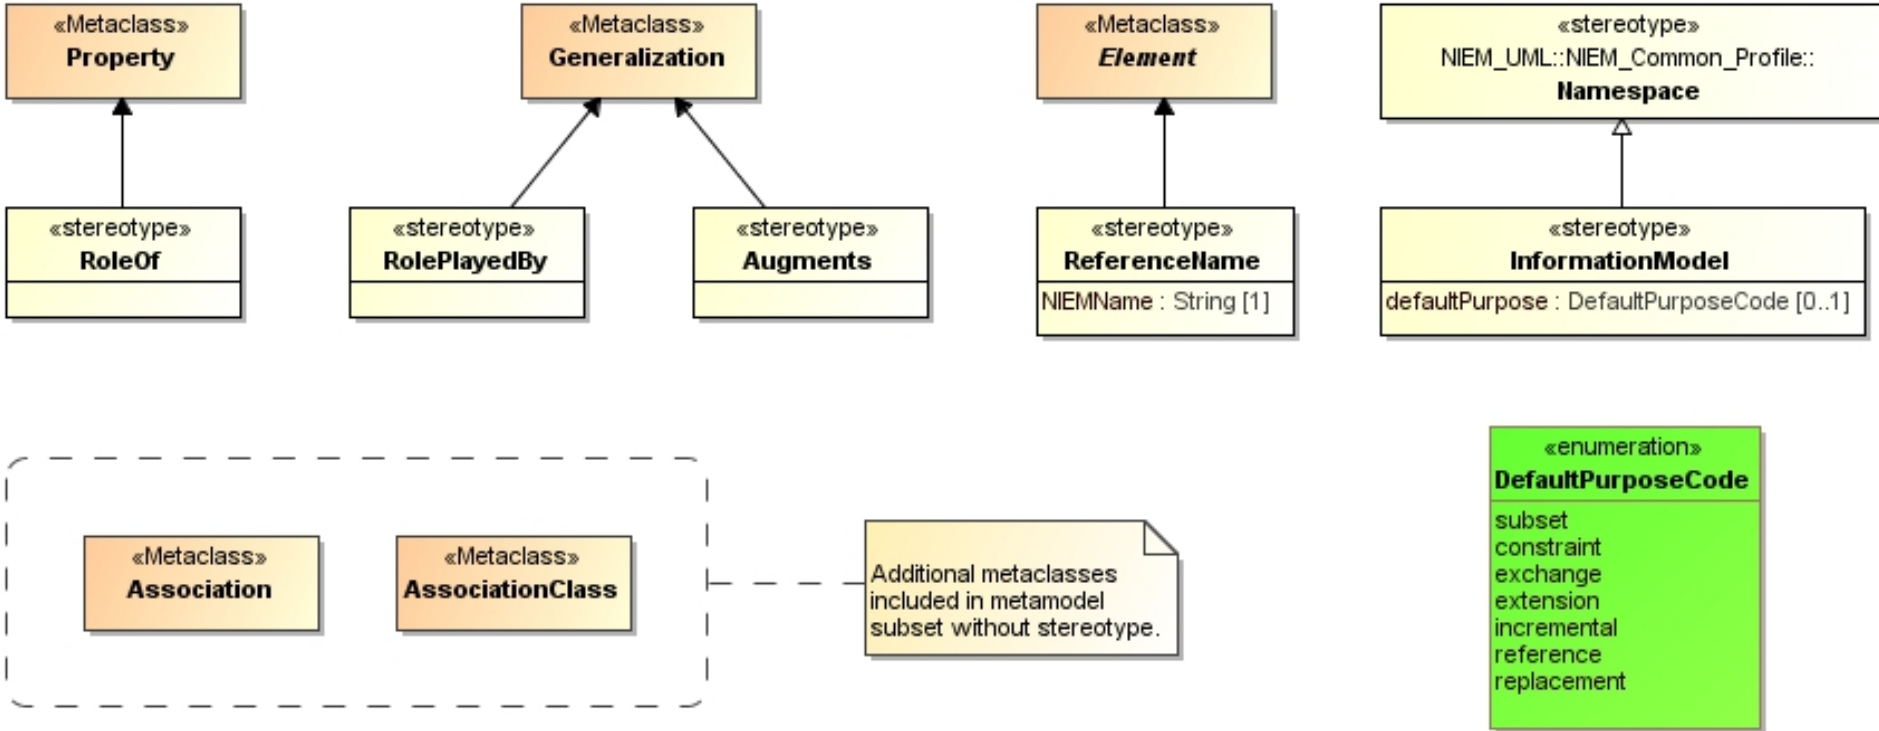 «Metaclass»
Property
«Metaclass»
Generalization
«Metaclass»
Element
«stereotype»
NIEM_UML::NIEM_Common_Profile::
Namespace
«stereotype»
RoleOf
«stereotype»
RolePlayedBy
«stereotype»
Augments
«stereotype»
ReferenceName
NIEMName : String [1]
«stereotype»
InformationModel
defaultPurpose : DefaultPurposeCode [0..1]
«Metaclass»
Association
«Metaclass»
AssociationClass
Additional metaclasses
included in metamodel
subset without stereotype.
«enumeration»
DefaultPurposeCode
subset
constraint
exchange
extension
incremental
reference
replacement